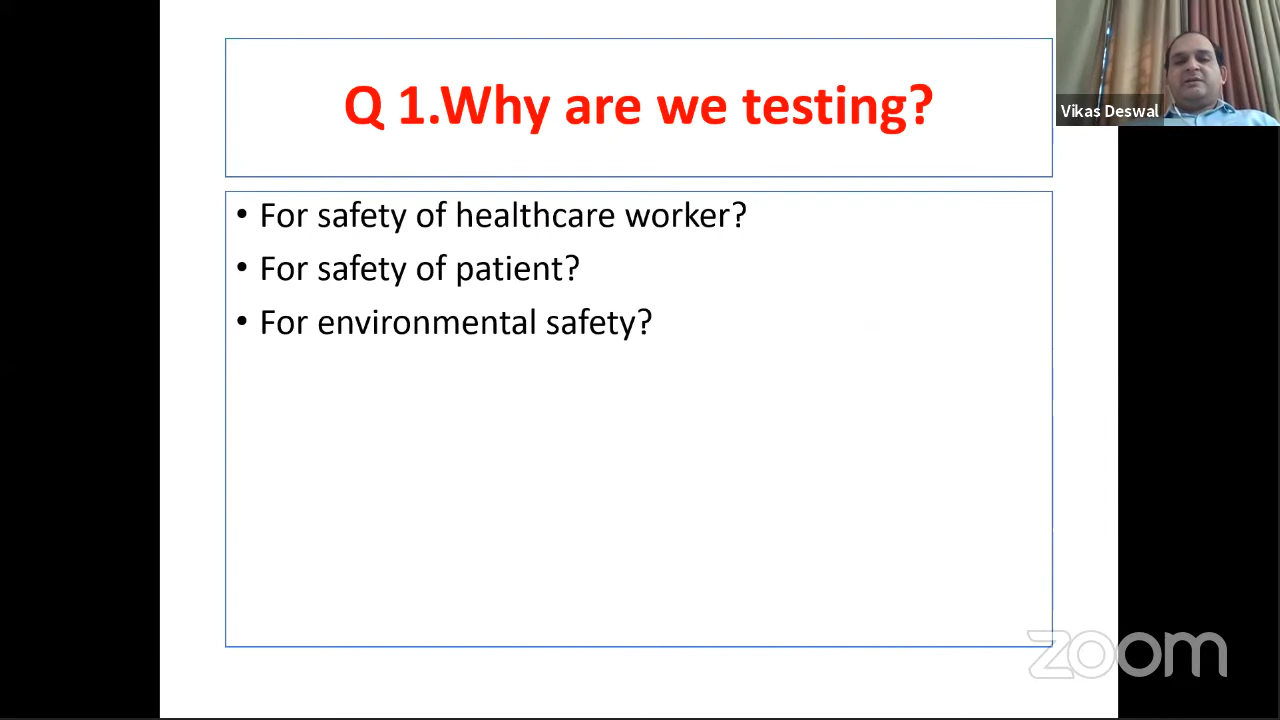 Q 1.Why are we testing?
Vikas Deswal
• For safety of healthcare worker?
• For safety of patient?
• For environmental safety?
zoom